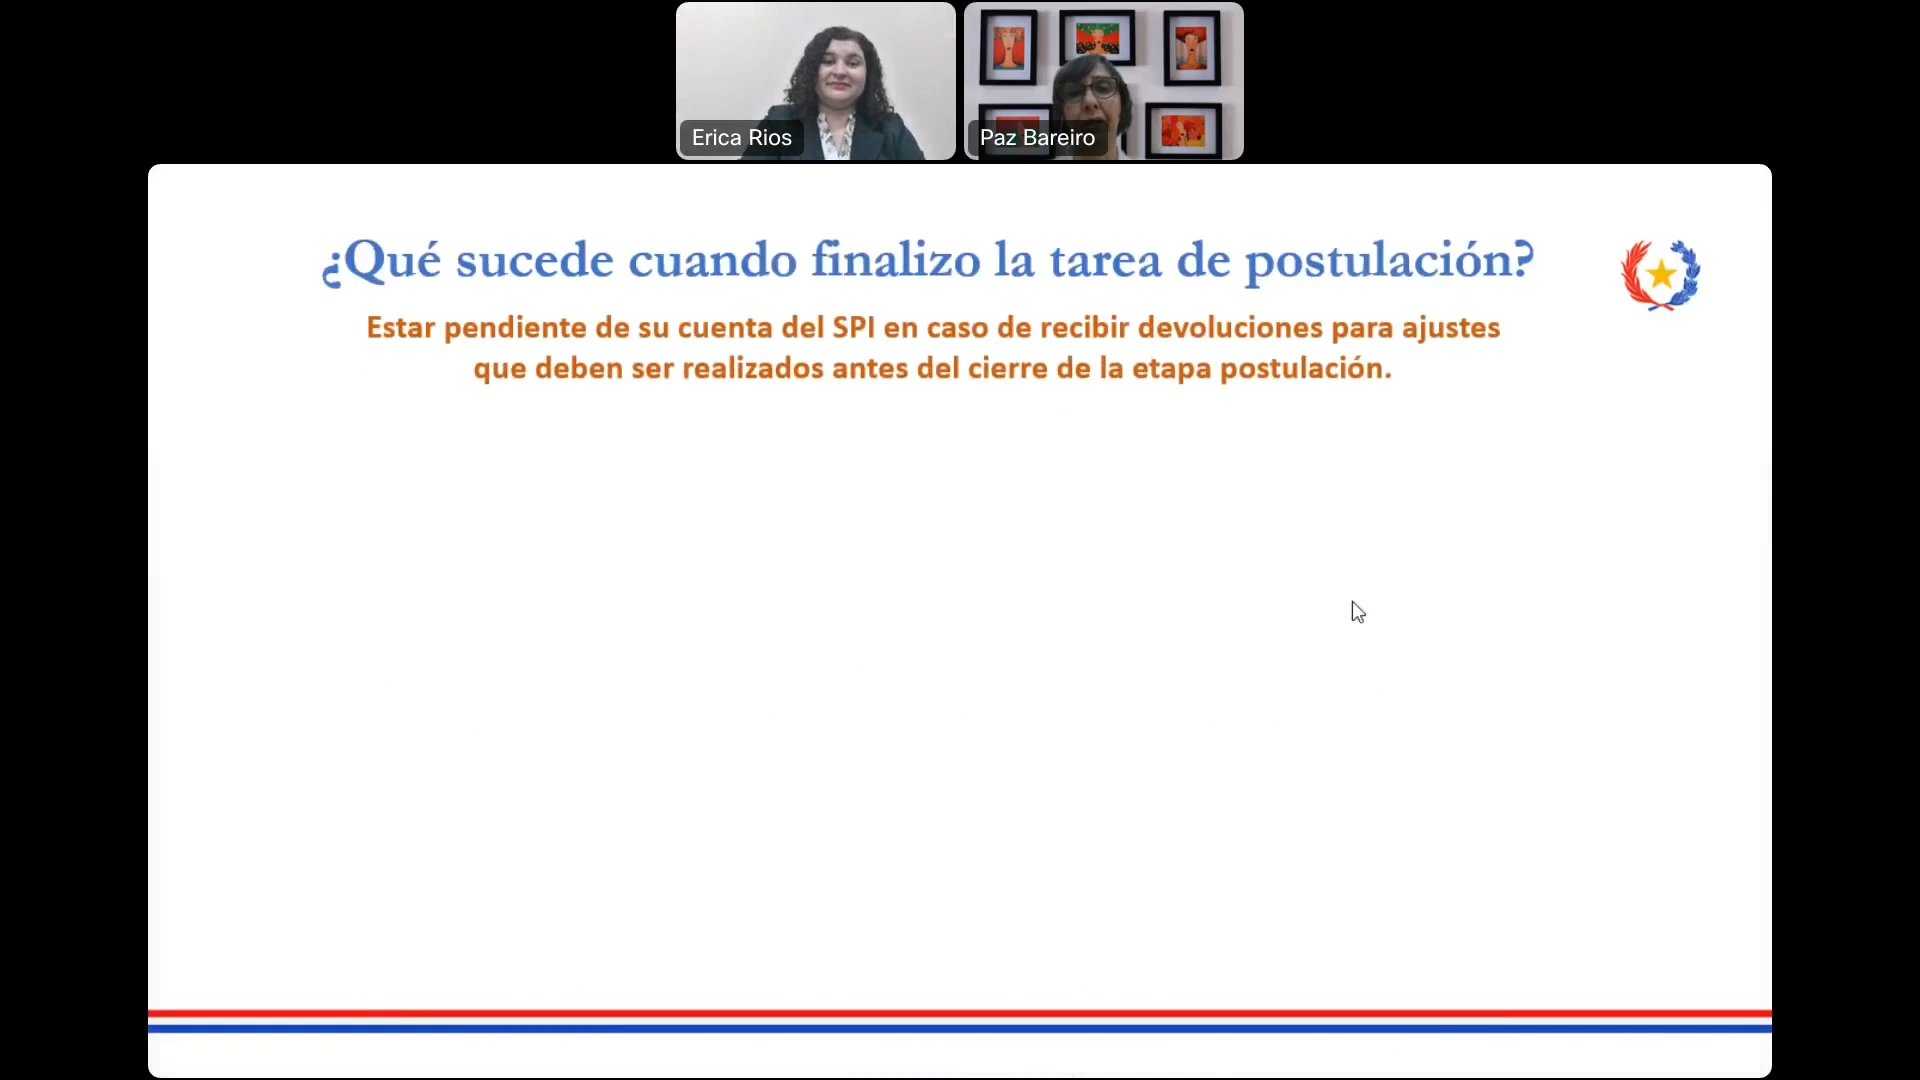 Erica Rios
Paz Bareiro
¿Qué sucede cuando finalizo la tarea de postulación?
Estar pendiente de su cuenta del SPI en caso de recibir devoluciones para ajustes
que deben ser realizados antes del cierre de la etapa postulación.